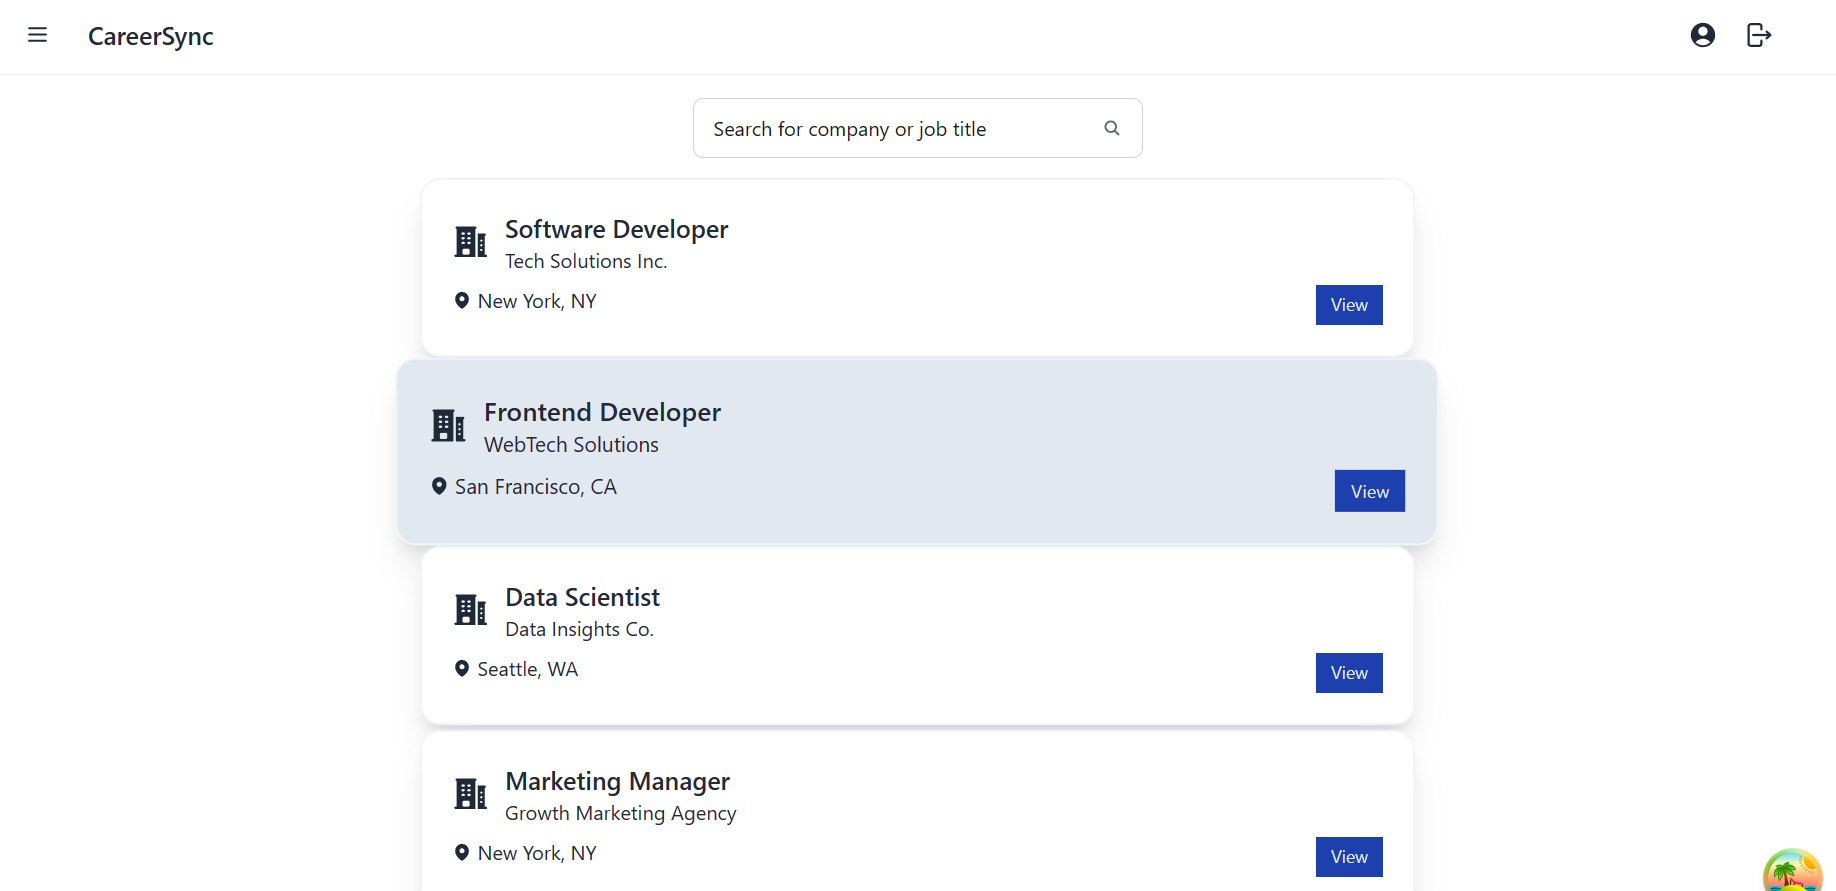 CareerSync
Search for company or job title
Software Developer
Tech Solutions Inc.
New York, NY
View
Frontend Developer
WebTech Solutions
San Francisco, CA
View
Data Scientist
Data Insights Co.
Seattle, WA
View
Marketing Manager
Growth Marketing Agency
New York, NY
View